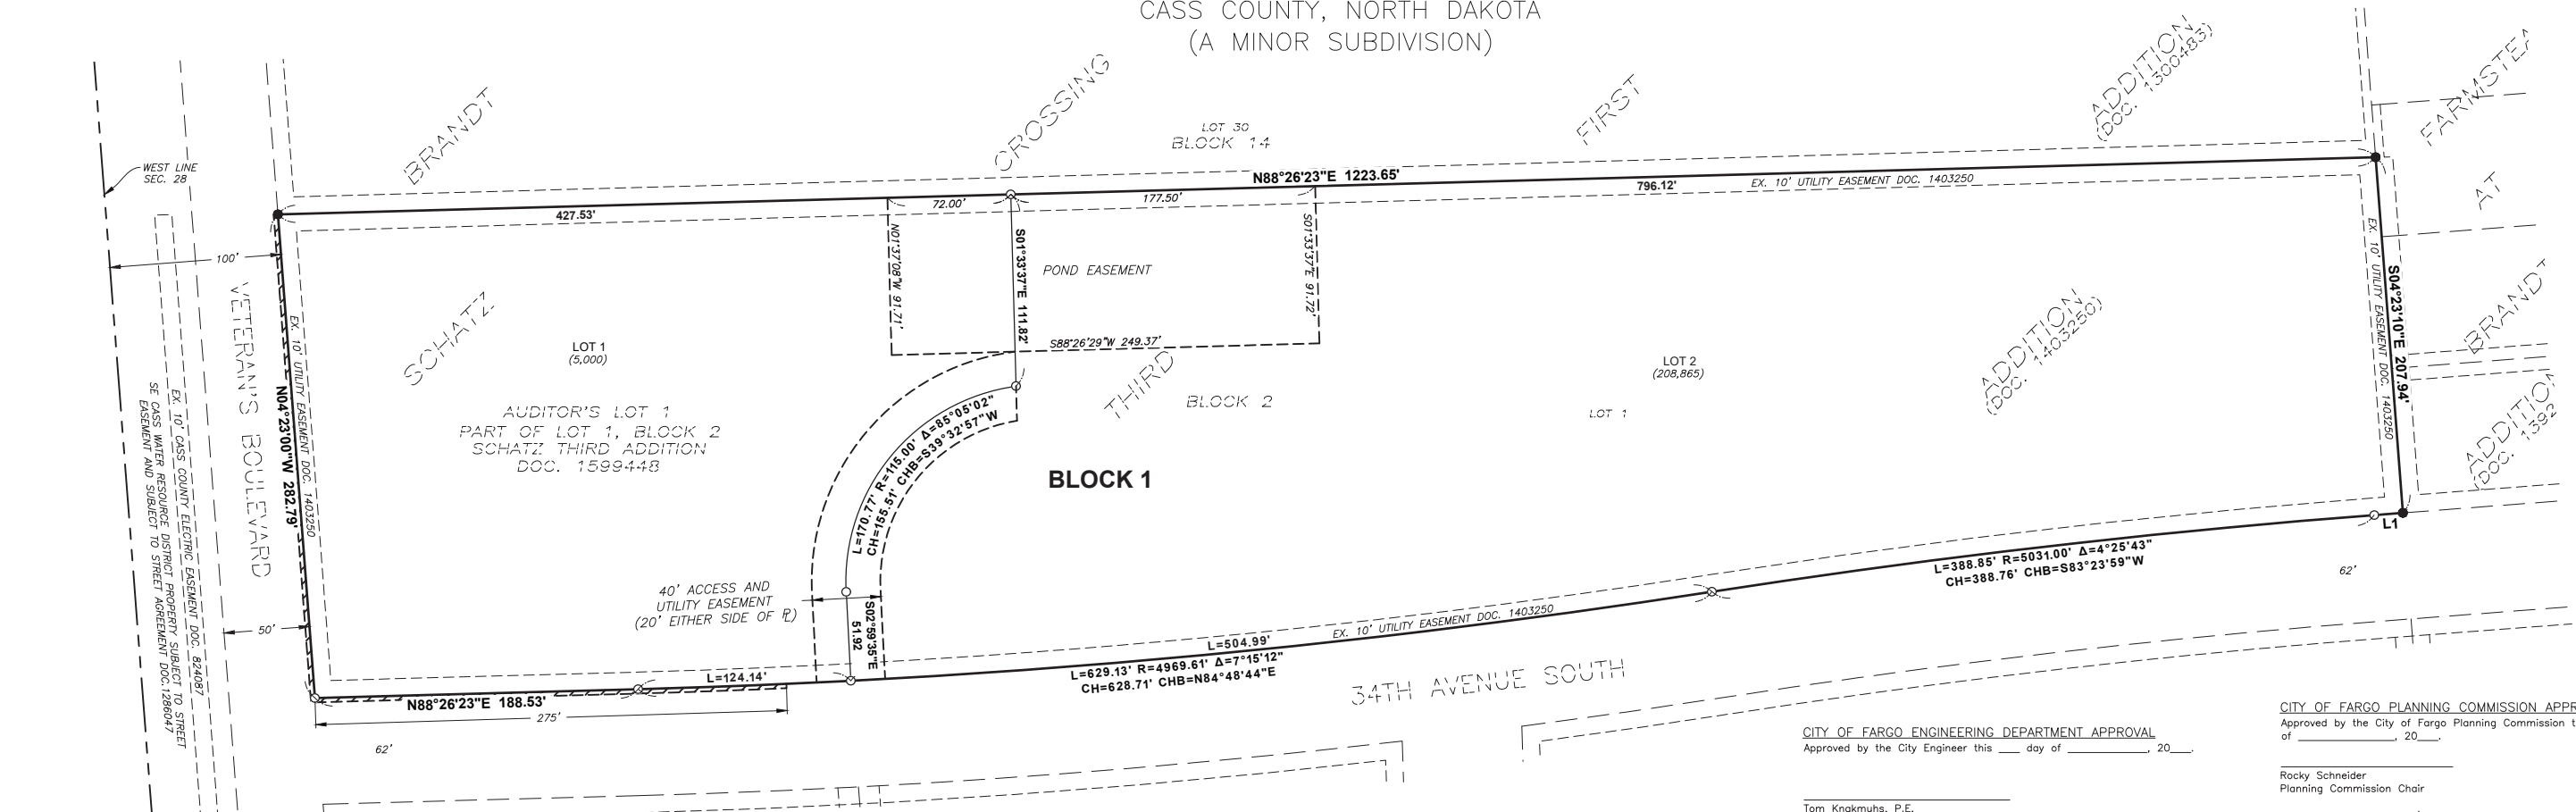 CASS COUNTY, NORTH DAKOTA
(A MINOR SUBDIVISION)
BRANDT
CROSSING
FIRST
ADDITION
(DOC. 1300483)
FARMSTEA
AT
BRANDT
ADDITIO
(DOC. 1392
LOT 30
BLOCK 14
WEST LINE
SEC. 28
N88°26'23"E 1223.65'
427.53'
72.00'
177.50'
796.12'
EX. 10' UTILITY EASEMENT DOC. 1403250
100'
N01°37'08"W 91.71'
S01°33'37"E 111.82'
POND EASEMENT
S01°33'37"E 91.72'
S88°26'29"W 249.37'
EX. 10' UTILITY EASEMENT DOC. 1403250
S04°23'10"E 207.94'
VETERAN'S BOULEVARD
N04°23'00"W 282.79'
EX. 10' UTILITY EASEMENT DOC. 1403250
SCHATZ
THIRD
ADDITION
(DOC. 1403250)
LOT 1
(5,000)
LOT 2
(208,865)
BLOCK 2
LOT 1
AUDITOR'S LOT 1
PART OF LOT 1, BLOCK 2
SCHATZ THIRD ADDITION
DOC. 1599448
BLOCK 1
L=170.77' R=115.00' Δ=85°05'02"
CH=155.51' CHB=S39°32'57"W
EX. 10' CASS COUNTY ELECTRIC EASEMENT DOC. 824087
SE CASS WATER RESOURCE DISTRICT PROPERTY SUBJECT TO STREET
EASEMENT AND SUBJECT TO STREET AGREEMENT DOC.1286047
40' ACCESS AND
UTILITY EASEMENT
(20' EITHER SIDE OF ℄)
S02°59'35"E
51.92
L1
L=388.85' R=5031.00' Δ=4°25'43"
CH=388.76' CHB=S83°23'59"W
62'
50'
EX. 10' UTILITY EASEMENT DOC. 1403250
L=504.99'
L=629.13' R=4969.61' Δ=7°15'12"
CH=628.71' CHB=N84°48'44"E
L=124.14'
N88°26'23"E 188.53'
275'
62'
34TH AVENUE SOUTH
CITY OF FARGO ENGINEERING DEPARTMENT APPROVAL
Approved by the City Engineer this ___ day of ____________, 20___.
Tom Knakmuhs, P.E.
CITY OF FARGO PLANNING COMMISSION APPR
Approved by the City of Fargo Planning Commission t
of ______________, 20___.
Rocky Schneider
Planning Commission Chair